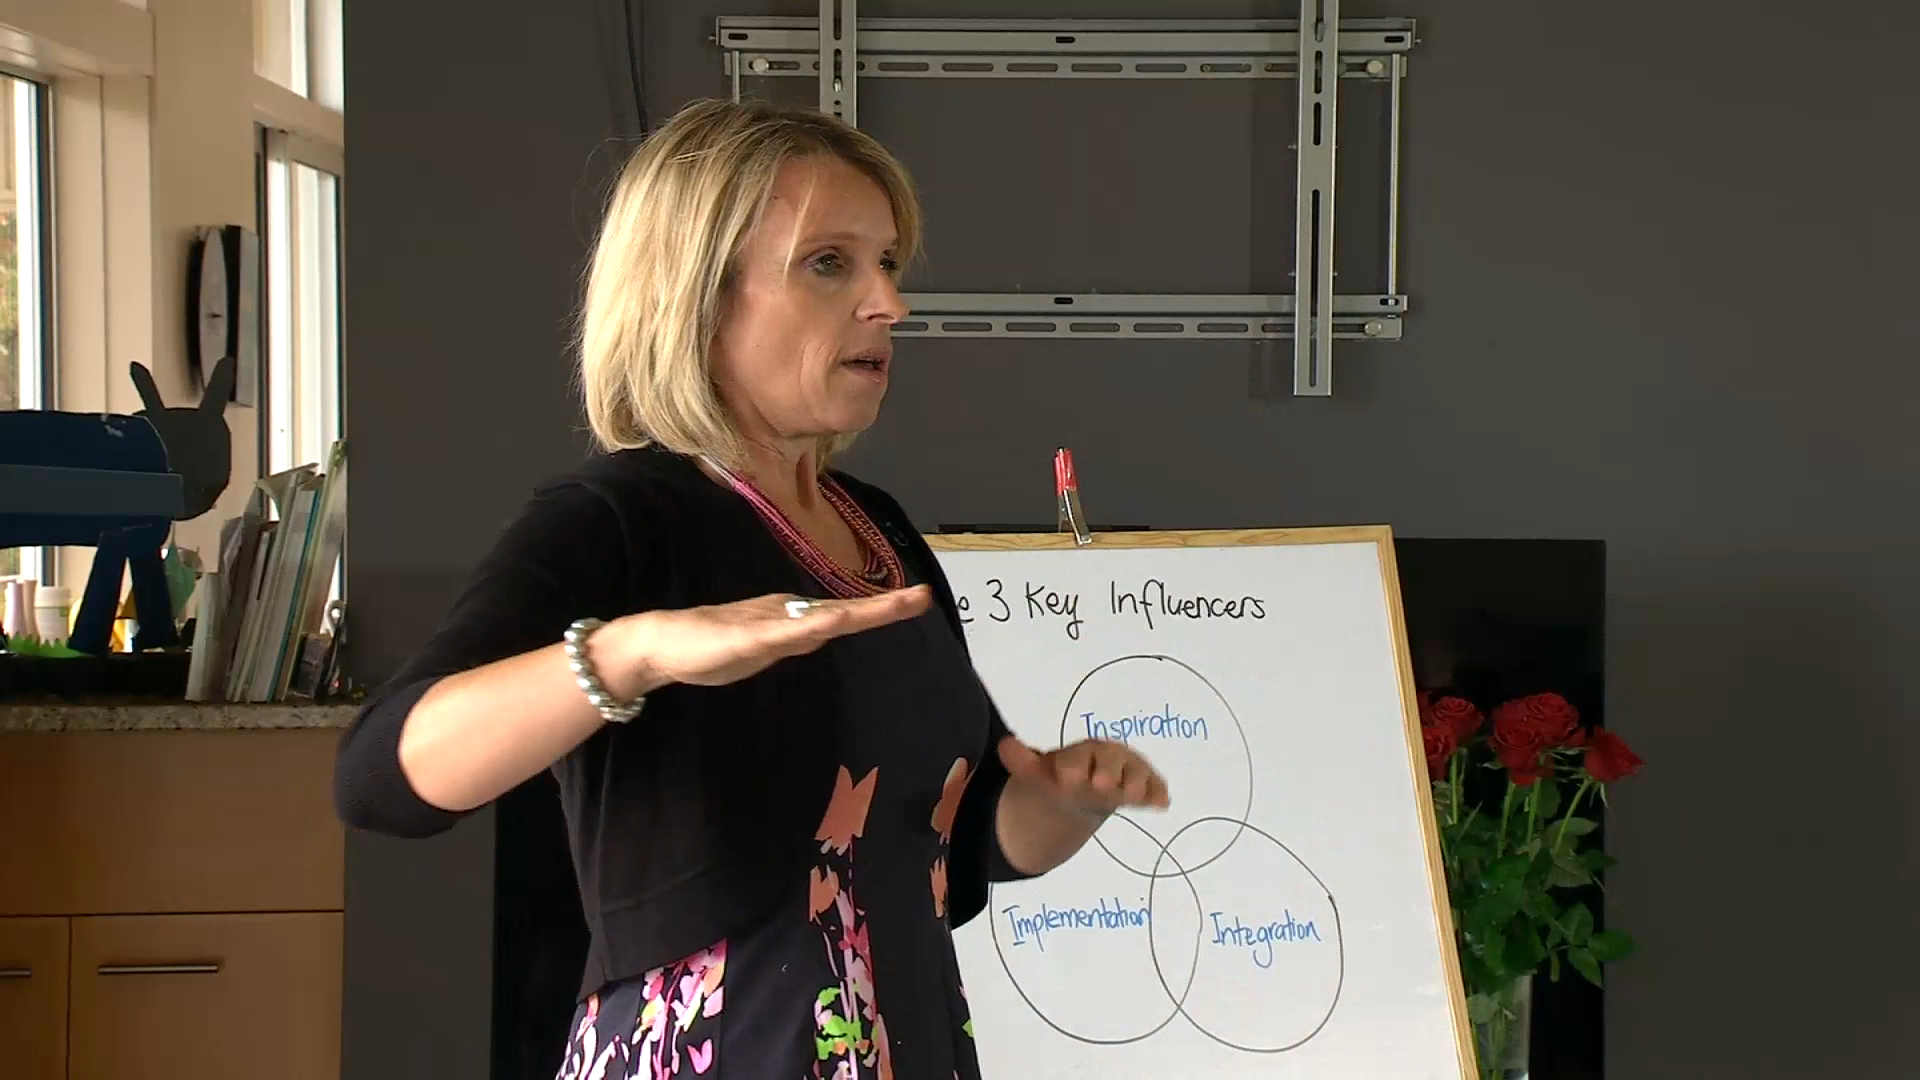 3 Key Influencers
Inspiration
Implementation
Integration